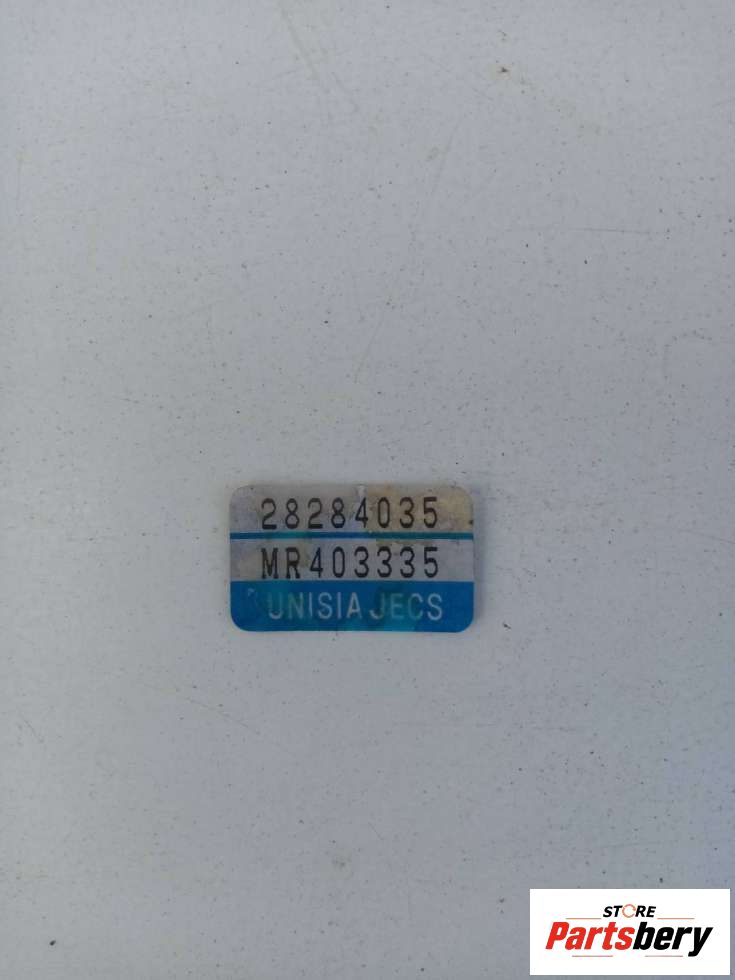 28284035
MR403335
UNISIA JECS
STORE
Partsbery